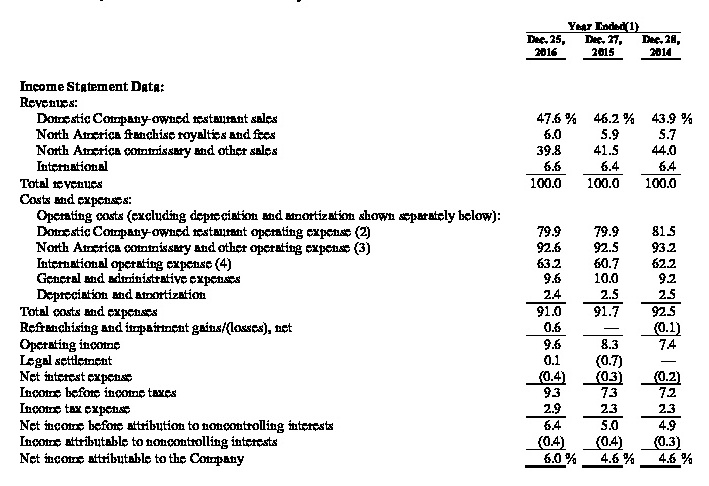 Year Ended(1)
Dec. 25, Dec. 27, Dec. 28,
2016 2015 2014
Income Statement Data:
Revenues:
Domestic Company-owned restaurant sales 47.6 % 46.2 % 43.9 %
North America franchise royalties and fees 6.0 5.9 5.7
North America commissary and other sales 39.8 41.5 44.0
International 6.6 6.4 6.4
Total revenues 100.0 100.0 100.0
Costs and expenses:
Operating costs (excluding depreciation and amortization shown separately below):
Domestic Company-owned restaurant operating expense (2) 79.9 79.9 81.5
North America commissary and other operating expense (3) 92.6 92.5 93.2
International operating expense (4) 63.2 60.7 62.2
General and administrative expenses 9.6 10.0 9.2
Depreciation and amortization 2.4 2.5 2.5
Total costs and expenses 91.0 91.7 92.5
Refranchising and impairment gains/(losses), net 0.6 — (0.1)
Operating income 9.6 8.3 7.4
Legal settlement 0.1 (0.7) —
Net interest expense (0.4) (0.3) (0.2)
Income before income taxes 9.3 7.3 7.2
Income tax expense 2.9 2.3 2.3
Net income before attribution to noncontrolling interests 6.4 5.0 4.9
Income attributable to noncontrolling interests (0.4) (0.4) (0.3)
Net income attributable to the Company 6.0 % 4.6 % 4.6 %